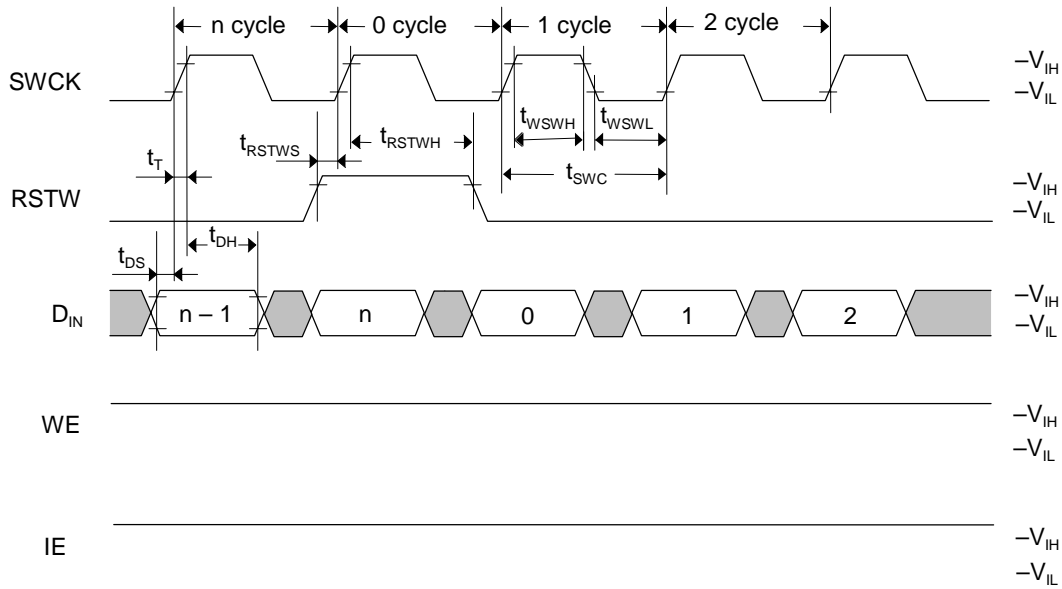 n cycle 0 cycle 1 cycle 2 cycle
SWCK –VIH
–VIL
tWSWH tWSWL
tRSTWS tRSTWH
tT tSWC
RSTW –VIH
–VIL
tDH
tDS
DIN n – 1 n 0 1 2 –VIH
–VIL
WE –VIH
–VIL
IE –VIH
–VIL